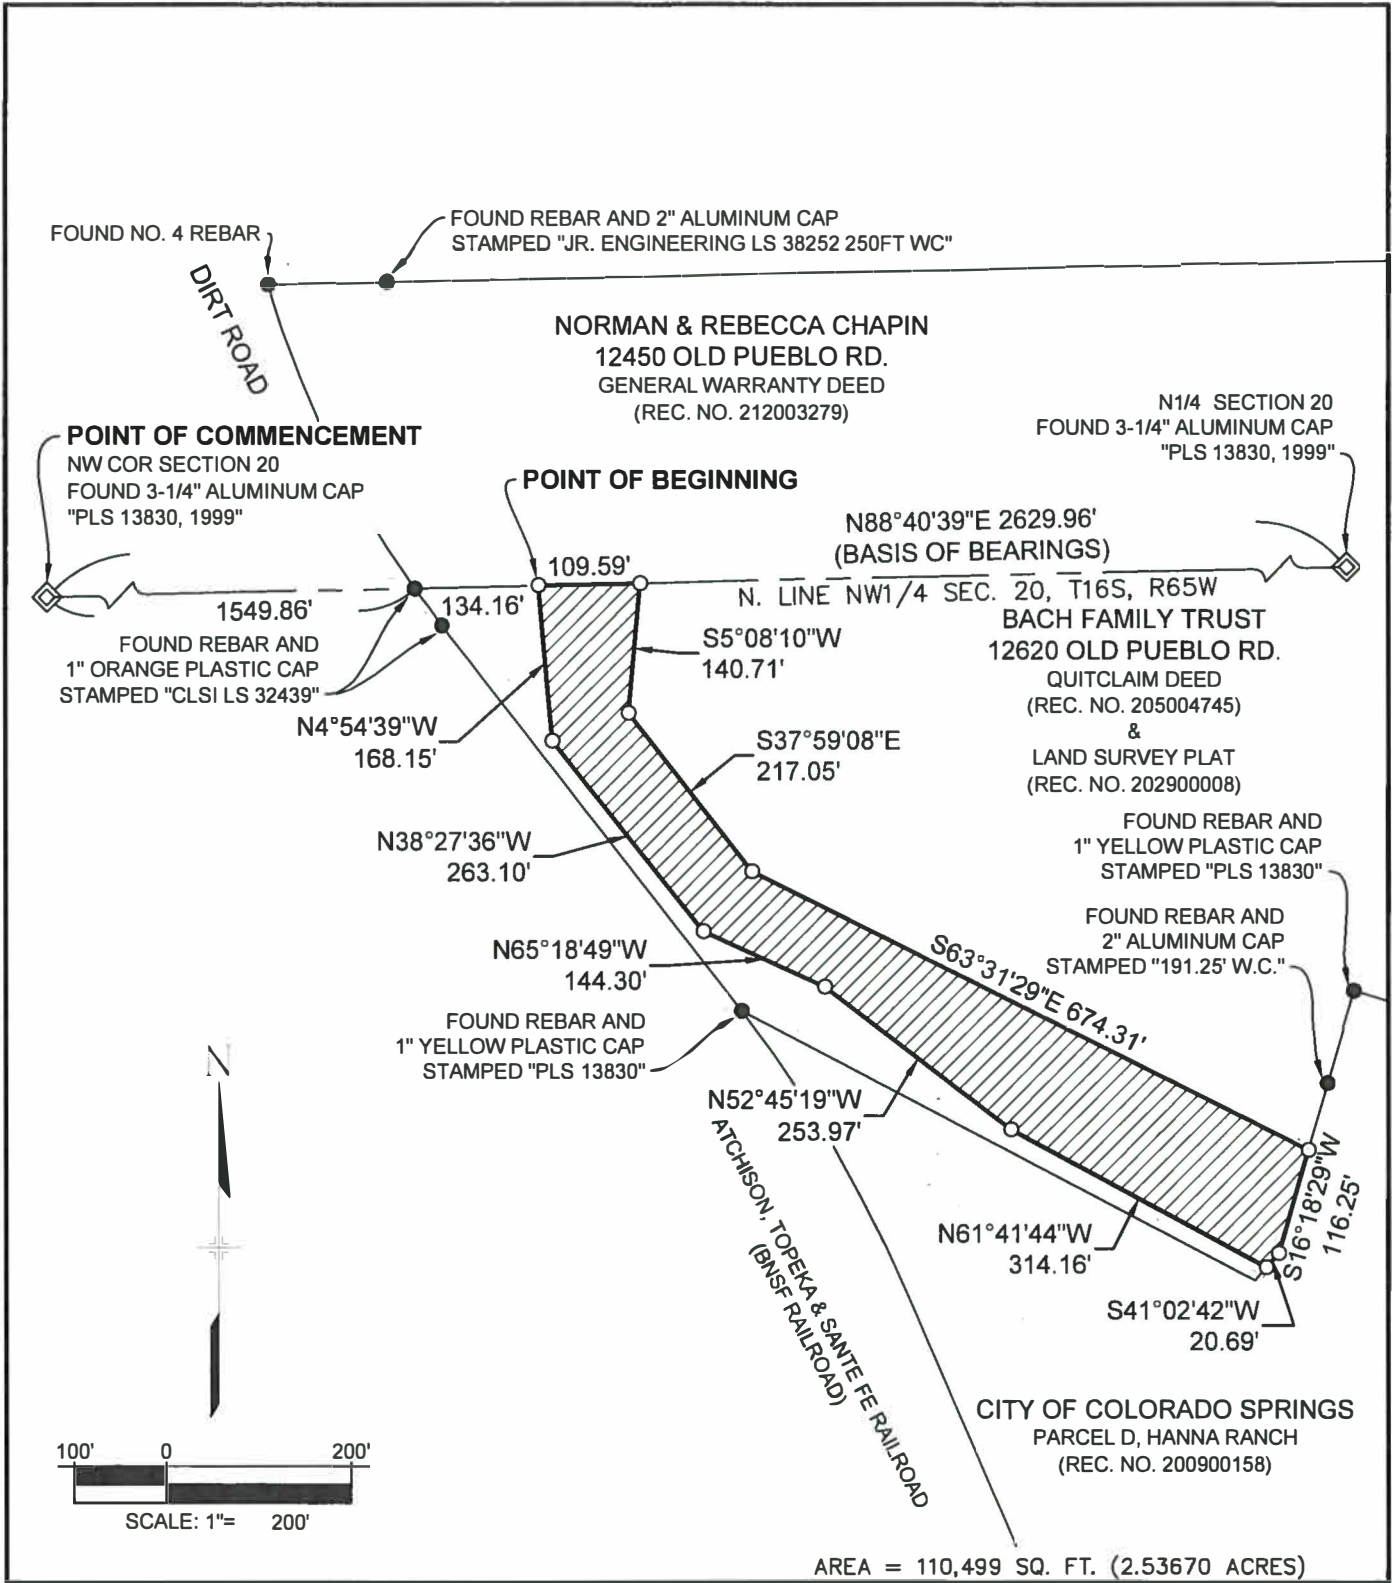 FOUND NO. 4 REBAR
FOUND REBAR AND 2" ALUMINUM CAP
STAMPED "JR. ENGINEERING LS 38252 250FT WC"
DIRT ROAD
NORMAN & REBECCA CHAPIN
12450 OLD PUEBLO RD.
GENERAL WARRANTY DEED
(REC. NO. 212003279)
N1/4 SECTION 20
FOUND 3-1/4" ALUMINUM CAP
"PLS 13830, 1999"
POINT OF COMMENCEMENT
NW COR SECTION 20
FOUND 3-1/4" ALUMINUM CAP
"PLS 13830, 1999"
POINT OF BEGINNING
N88°40'39"E 2629.96'
(BASIS OF BEARINGS)
109.59'
1549.86'
134.16'
N. LINE NW1/4 SEC. 20, T16S, R65W
BACH FAMILY TRUST
12620 OLD PUEBLO RD.
QUITCLAIM DEED
(REC. NO. 205004745)
&
LAND SURVEY PLAT
(REC. NO. 202900008)
FOUND REBAR AND
1" ORANGE PLASTIC CAP
STAMPED "CLSI LS 32439"
S5°08'10"W
140.71'
N4°54'39"W
168.15'
S37°59'08"E
217.05'
N38°27'36"W
263.10'
FOUND REBAR AND
1" YELLOW PLASTIC CAP
STAMPED "PLS 13830"
FOUND REBAR AND
2" ALUMINUM CAP
STAMPED "191.25' W.C."
N65°18'49"W
144.30'
S63°31'29"E 674.31'
FOUND REBAR AND
1" YELLOW PLASTIC CAP
STAMPED "PLS 13830"
N
N52°45'19"W
253.97'
ATCHISON, TOPEKA & SANTE FE RAILROAD
(BNSF RAILROAD)
S16°18'29"W
116.25'
N61°41'44"W
314.16'
S41°02'42"W
20.69'
CITY OF COLORADO SPRINGS
PARCEL D, HANNA RANCH
(REC. NO. 200900158)
100' 0 200'
SCALE: 1"= 200'
AREA = 110,499 SQ. FT. (2.53670 ACRES)